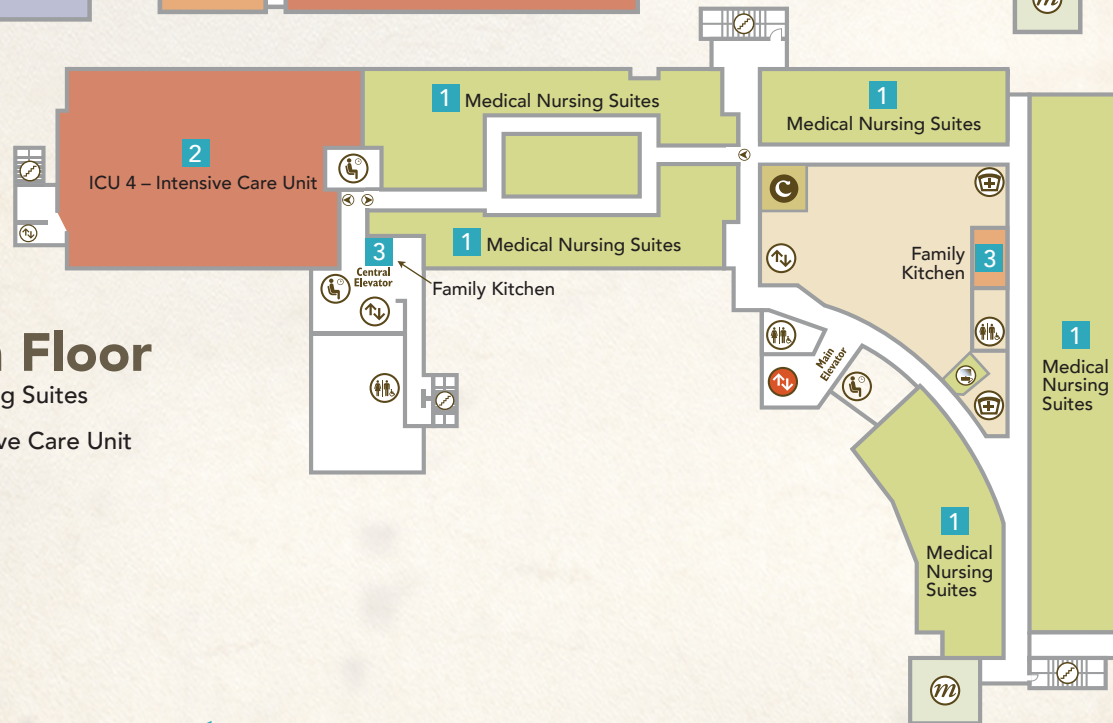 m
1 Medical Nursing Suites
1
Medical Nursing Suites
2
ICU 4 – Intensive Care Unit
C
1 Medical Nursing Suites
3
Central
Elevator
Family Kitchen
Family
Kitchen
3
Main
Elevator
1
Medical
Nursing
Suites
Floor
g Suites
ve Care Unit
1
Medical
Nursing
Suites
m